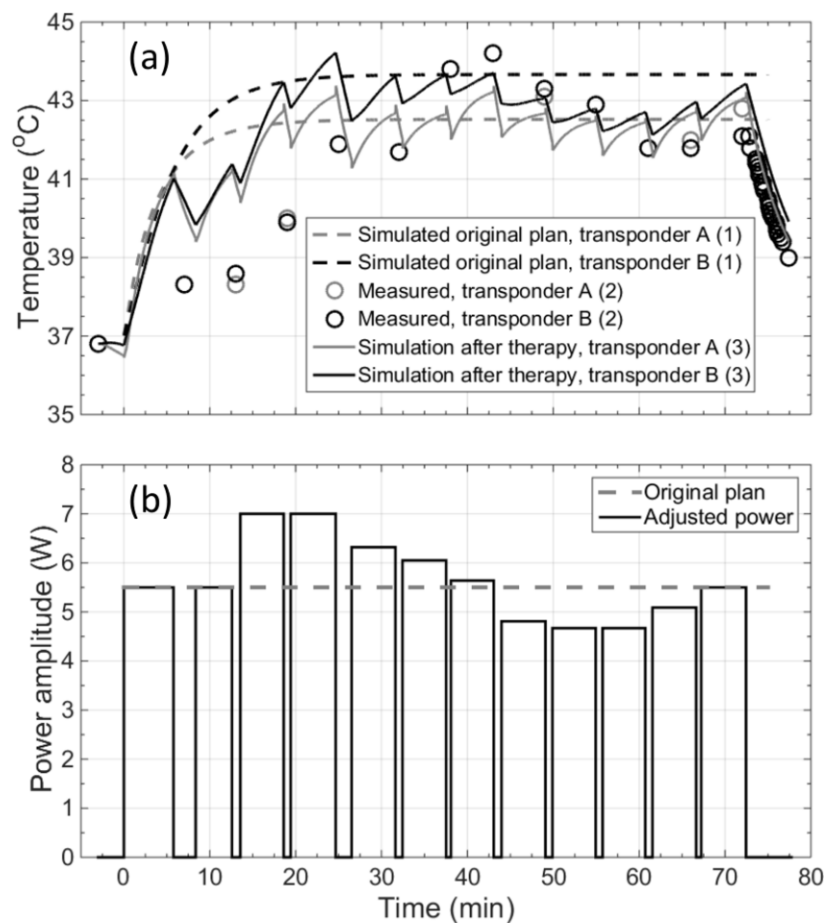 (a)
Temperature (°C)
45
43
41
39
37
35
Simulated original plan, transponder A (1)
Simulated original plan, transponder B (1)
Measured, transponder A (2)
Measured, transponder B (2)
Simulation after therapy, transponder A (3)
Simulation after therapy, transponder B (3)
(b)
Power amplitude (W)
8
7
6
5
4
3
2
1
0
Original plan
Adjusted power
0 10 20 30 40 50 60 70 80
Time (min)